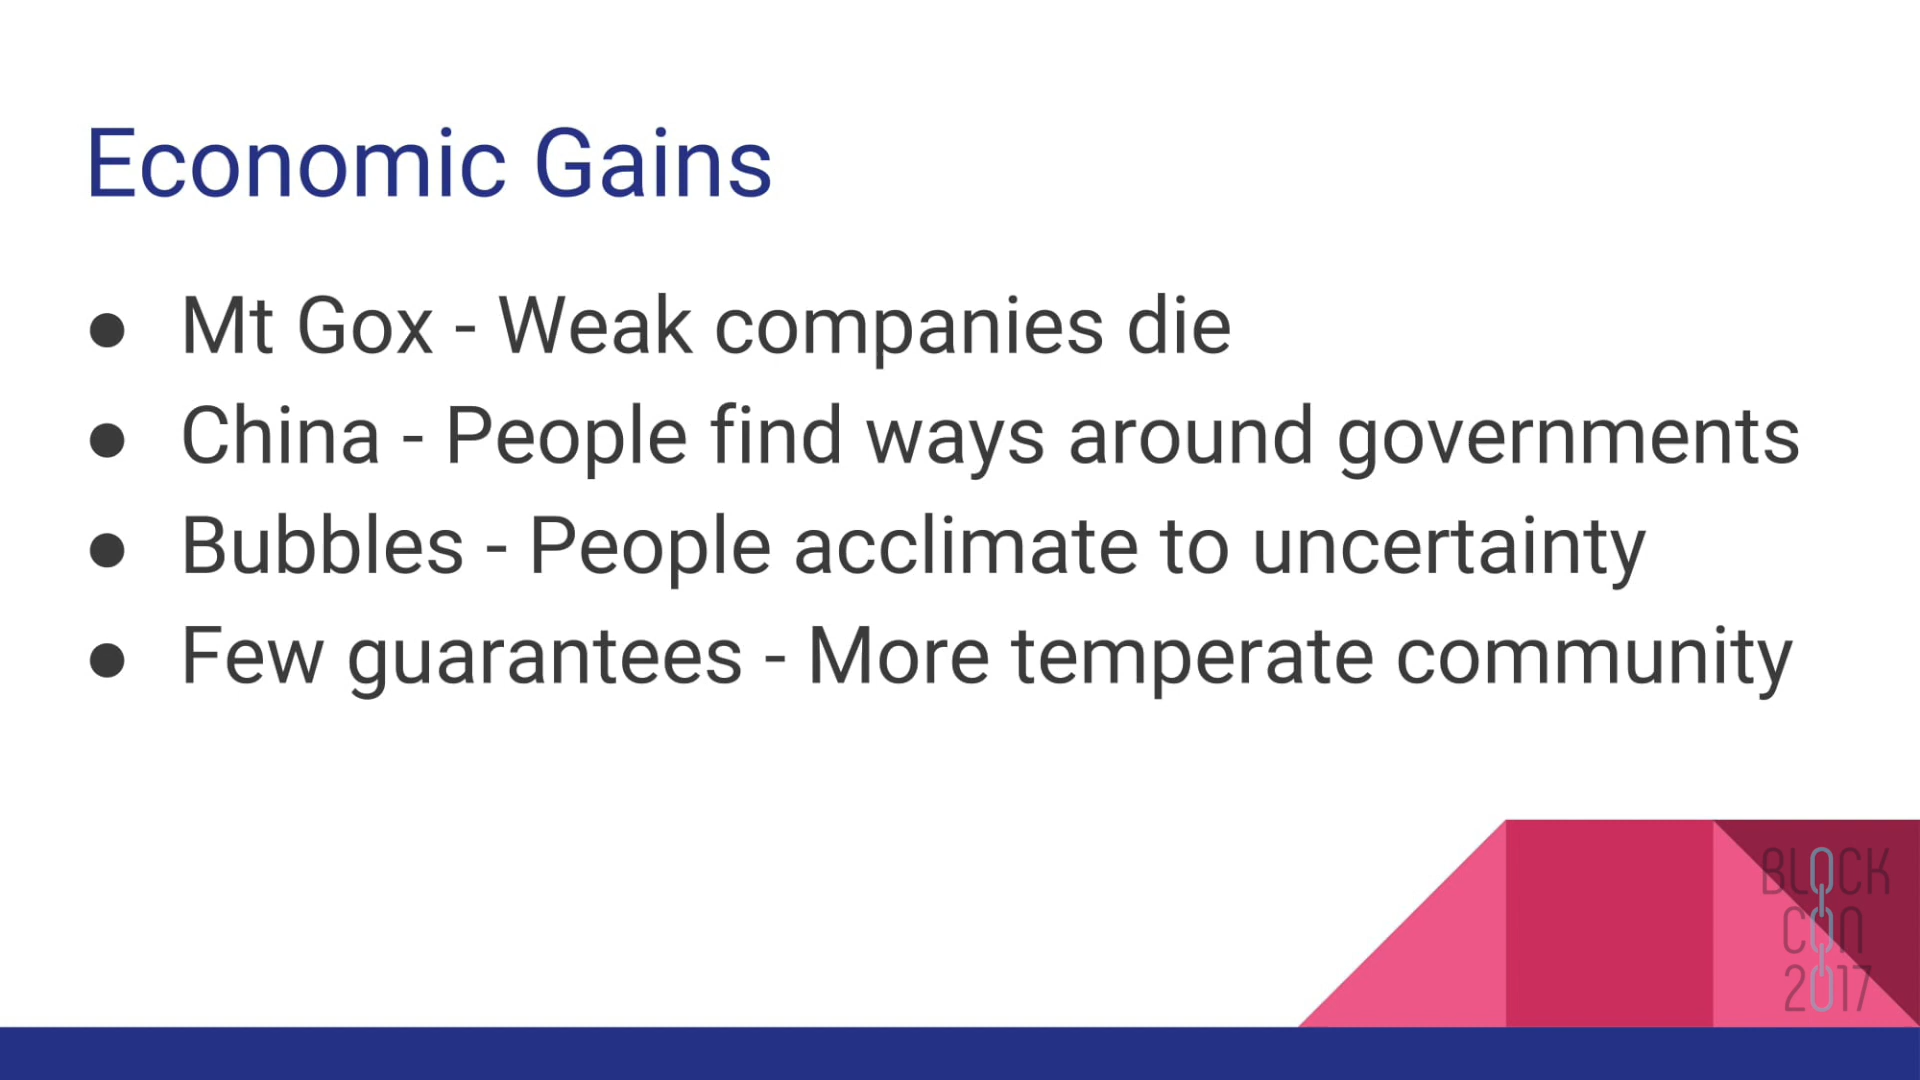 Economic Gains
● Mt Gox - Weak companies die
● China - People find ways around governments
● Bubbles - People acclimate to uncertainty
● Few guarantees - More temperate community
BLOCK
CON
2017